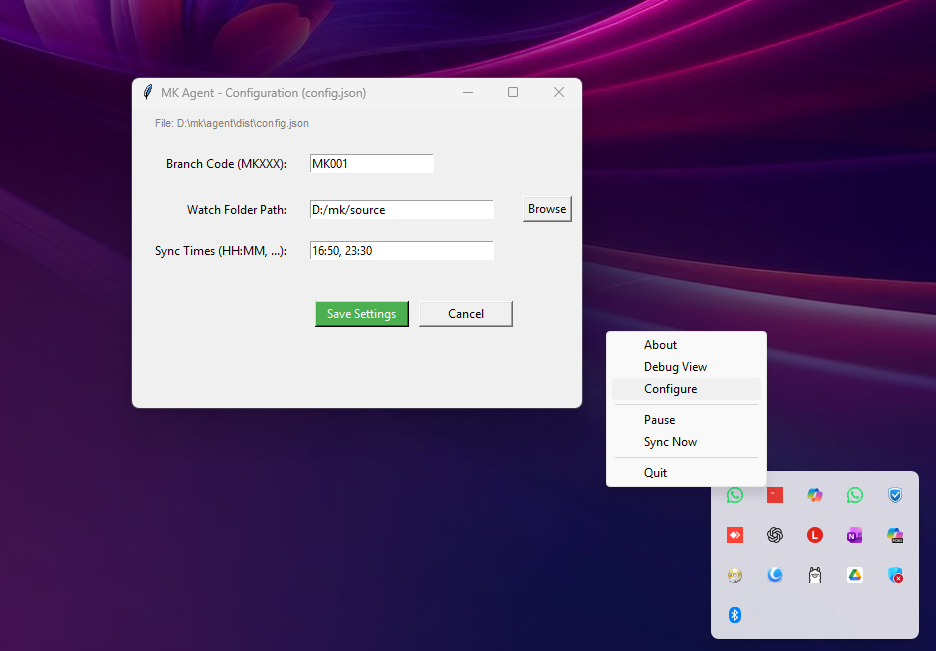 MK Agent - Configuration (config.json)
File: D:\mk\agent\dist\config.json
Branch Code (MKXXX): MK001
Watch Folder Path: D:/mk/source Browse
Sync Times (HH:MM, ...): 16:50, 23:30
Save Settings Cancel
About
Debug View
Configure
Pause
Sync Now
Quit